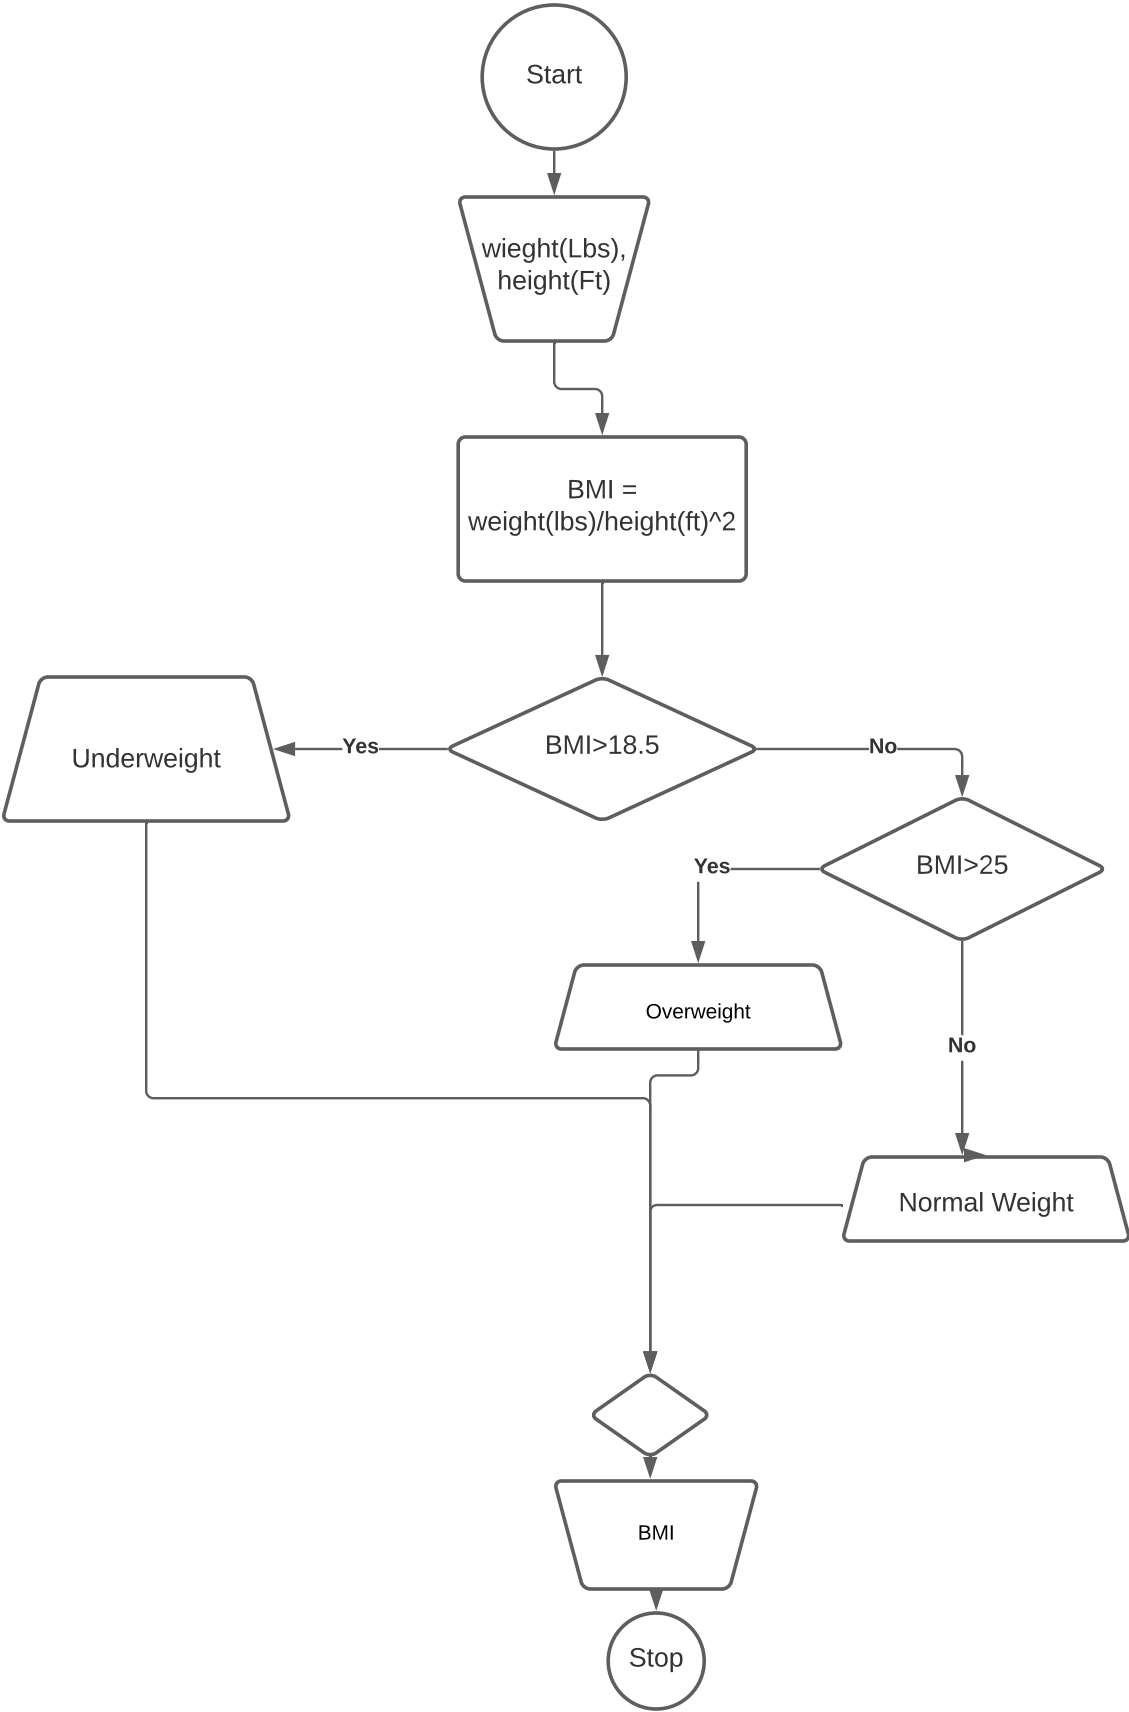 Start
wieght(Lbs),
height(Ft)
BMI =
weight(lbs)/height(ft)^2
Underweight
Yes
BMI>18.5
No
Yes
BMI>25
Overweight
No
Normal Weight
BMI
Stop